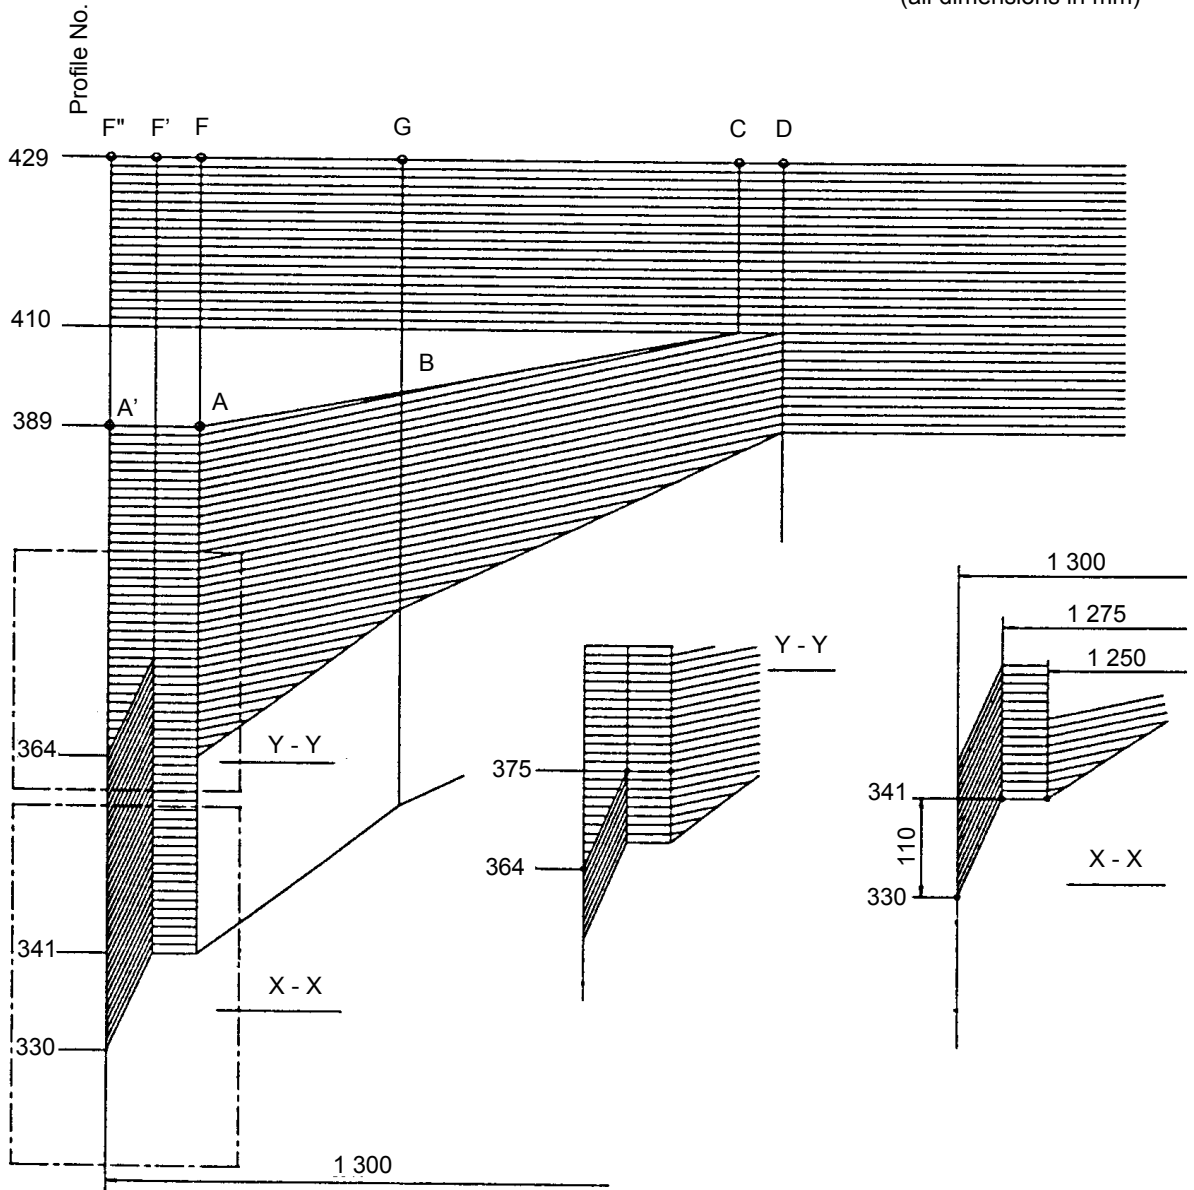 (all dimensions in mm)
Profile No.
F" F' F G C D
429
410
B
A' A
389
1 300
1 275
Y - Y
1 250
364
Y - Y
375
341
110
X - X
364
330
341
X - X
330
1 300